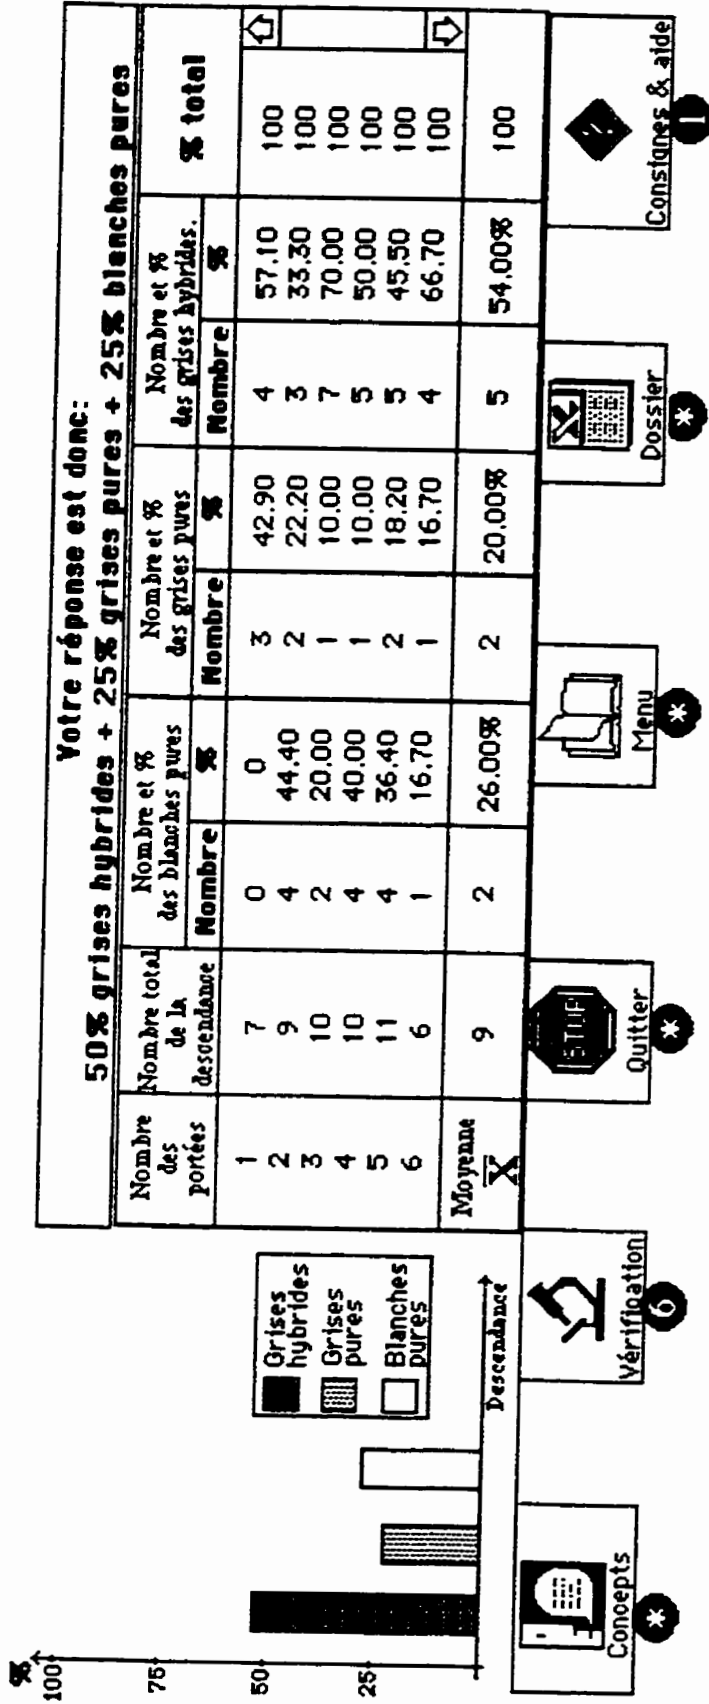 Votre réponse est donc:
50% grises hybrides + 25% grises pures + 25% blanches pures
Nombre des portées | Nombre total de la descendance | Nombre et % des blanches pures | Nombre et % des grises pures | Nombre et % des grises hybrides. | % total
Nombre | % | Nombre | % | Nombre | %
1 | 7 | 0 | 0 | 3 | 42.90 | 4 | 57.10 | 100
2 | 9 | 4 | 44.40 | 2 | 22.20 | 3 | 33.30 | 100
3 | 10 | 2 | 20.00 | 1 | 10.00 | 7 | 70.00 | 100
4 | 10 | 4 | 40.00 | 1 | 10.00 | 5 | 50.00 | 100
5 | 11 | 4 | 36.40 | 2 | 18.20 | 5 | 45.50 | 100
6 | 6 | 1 | 16.70 | 1 | 16.70 | 4 | 66.70 | 100
Moyenne X | 9 | 2 | 26.00% | 2 | 20.00% | 5 | 54.00% | 100
%
100
75
50
25
Grises hybrides
Grises pures
Blanches pures
Descendance
Concepts
*
Vérification
6
STOP
Quitter
*
Menu
*
Dossier
*
?
Consignes & aide
1